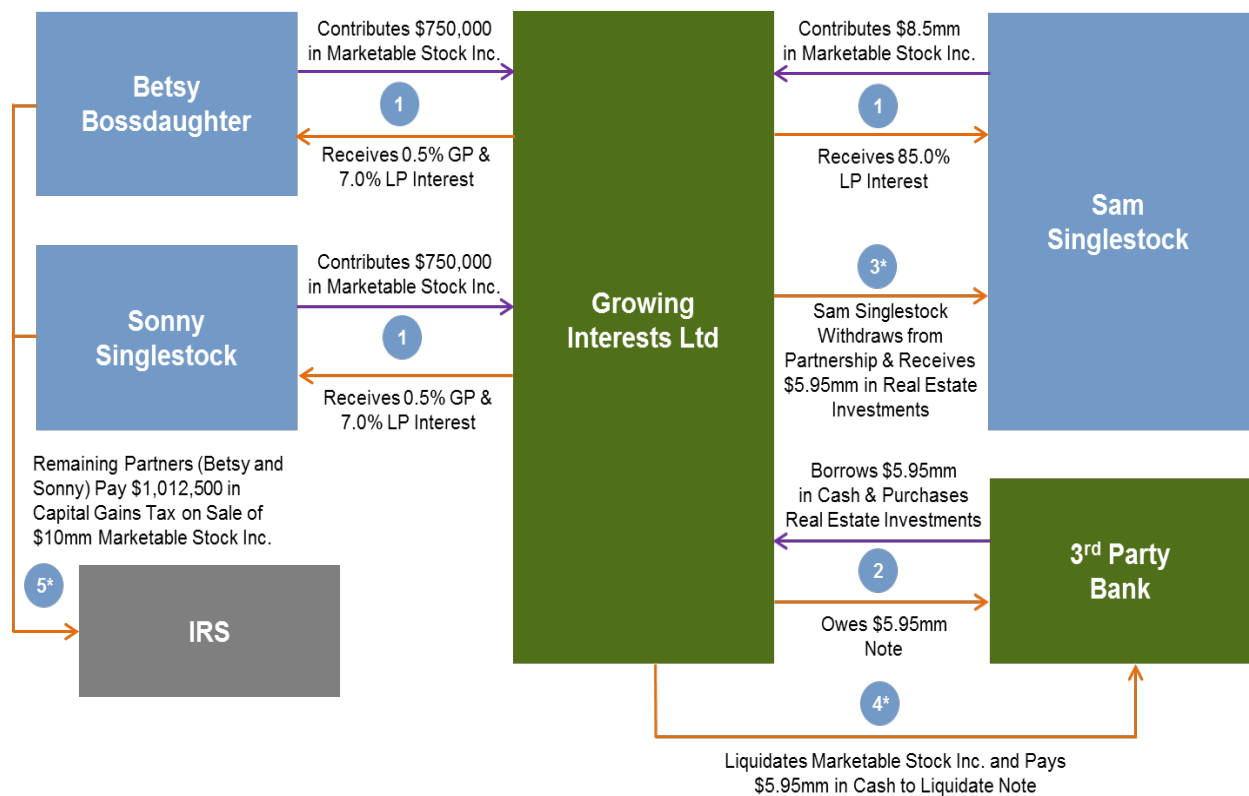 Betsy
Bossdaughter
Contributes $750,000
in Marketable Stock Inc.
1
Receives 0.5% GP &
7.0% LP Interest
Sonny
Singlestock
Contributes $750,000
in Marketable Stock Inc.
1
Receives 0.5% GP &
7.0% LP Interest
Growing
Interests Ltd
Contributes $8.5mm
in Marketable Stock Inc.
1
Receives 85.0%
LP Interest
Sam
Singlestock
3*
Sam Singlestock
Withdraws from
Partnership & Receives
$5.95mm in Real Estate
Investments
Borrows $5.95mm
in Cash & Purchases
Real Estate Investments
2
Owes $5.95mm
Note
3rd Party
Bank
4*
Liquidates Marketable Stock Inc. and Pays
$5.95mm in Cash to Liquidate Note
Remaining Partners (Betsy and
Sonny) Pay $1,012,500 in
Capital Gains Tax on Sale of
$10mm Marketable Stock Inc.
5*
IRS